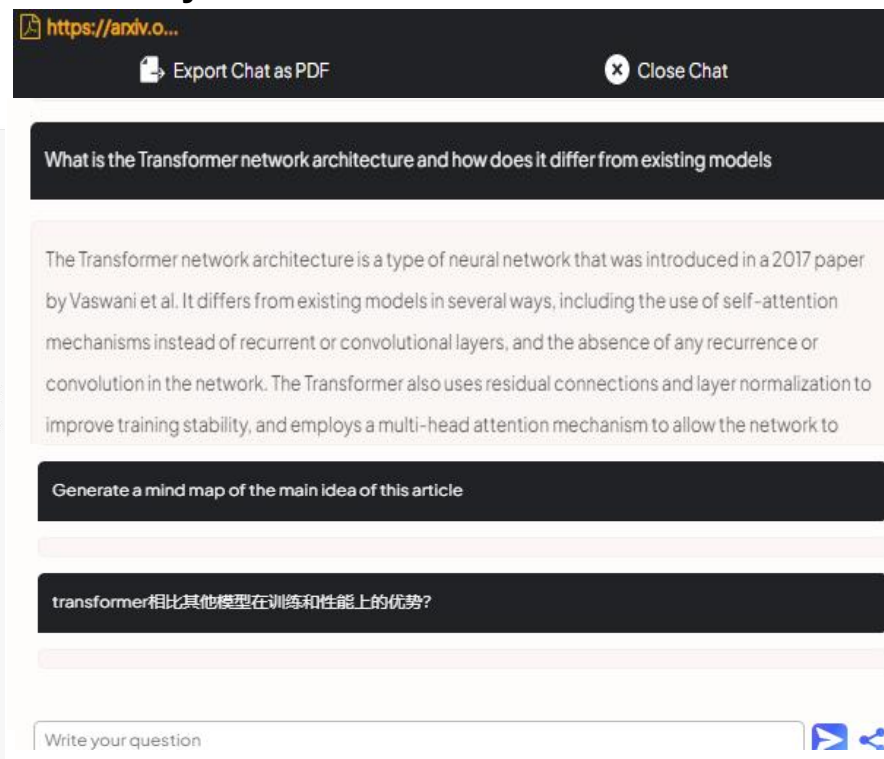 https://arxiv.o...
Export Chat as PDF
Close Chat
What is the Transformer network architecture and how does it differ from existing models
The Transformer network architecture is a type of neural network that was introduced in a 2017 paper
by Vaswani et al. It differs from existing models in several ways, including the use of self-attention
mechanisms instead of recurrent or convolutional layers, and the absence of any recurrence or
convolution in the network. The Transformer also uses residual connections and layer normalization to
improve training stability, and employs a multi-head attention mechanism to allow the network to
Generate a mind map of the main idea of this article
transformer相比其他模型在训练和性能上的优势?
Write your question